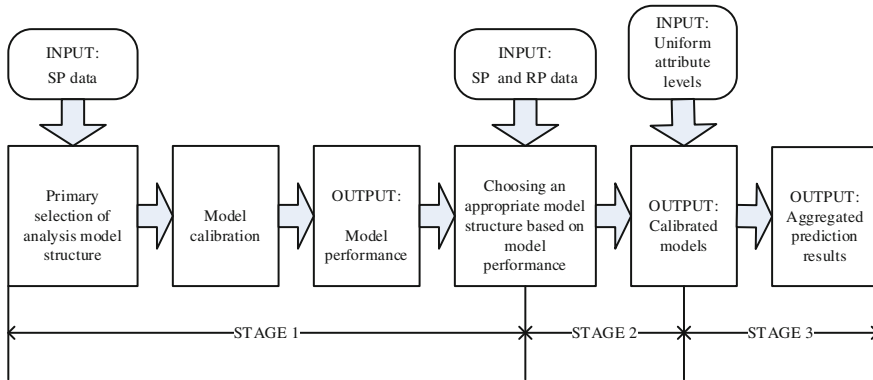 INPUT:
SP data
INPUT:
SP and RP data
INPUT:
Uniform
attribute
levels
Primary
selection of
analysis model
structure
Model
calibration
OUTPUT:
Model
performance
Choosing an
appropriate model
structure based on
model
performance
OUTPUT:
Calibrated
models
OUTPUT:
Aggregated
prediction
results
STAGE 1
STAGE 2
STAGE 3